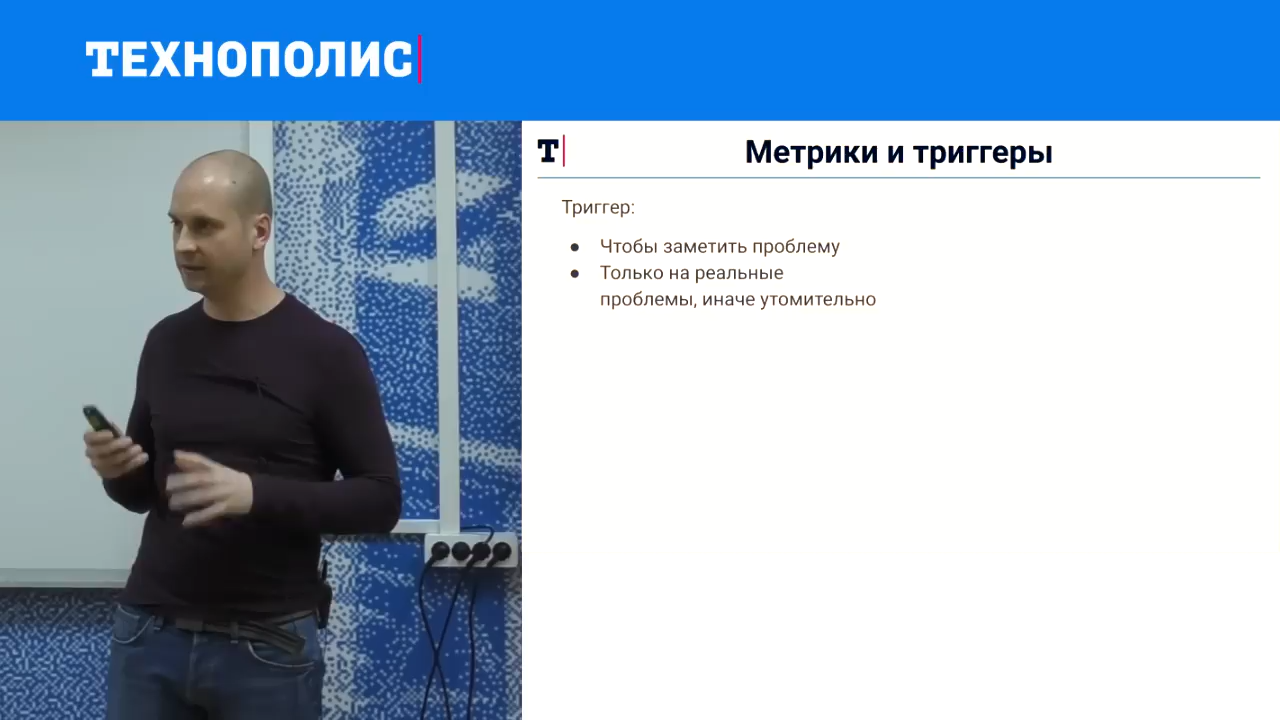 ТЕХНОПОЛИС
Т
Метрики и триггеры
Триггер:
● Чтобы заметить проблему
● Только на реальные
проблемы, иначе утомительно